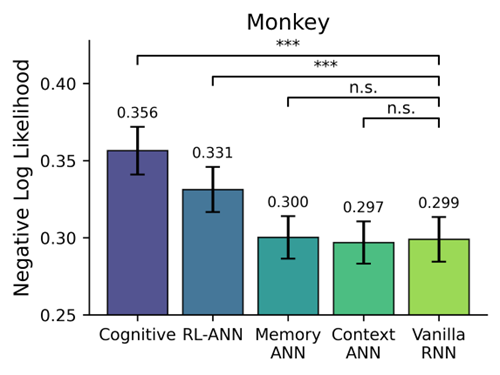 Monkey
***
***
n.s.
n.s.
Negative Log Likelihood
0.40
0.35
0.30
0.25
0.356
0.331
0.300
0.297
0.299
Cognitive RL-ANN Memory Context Vanilla
ANN ANN RNN